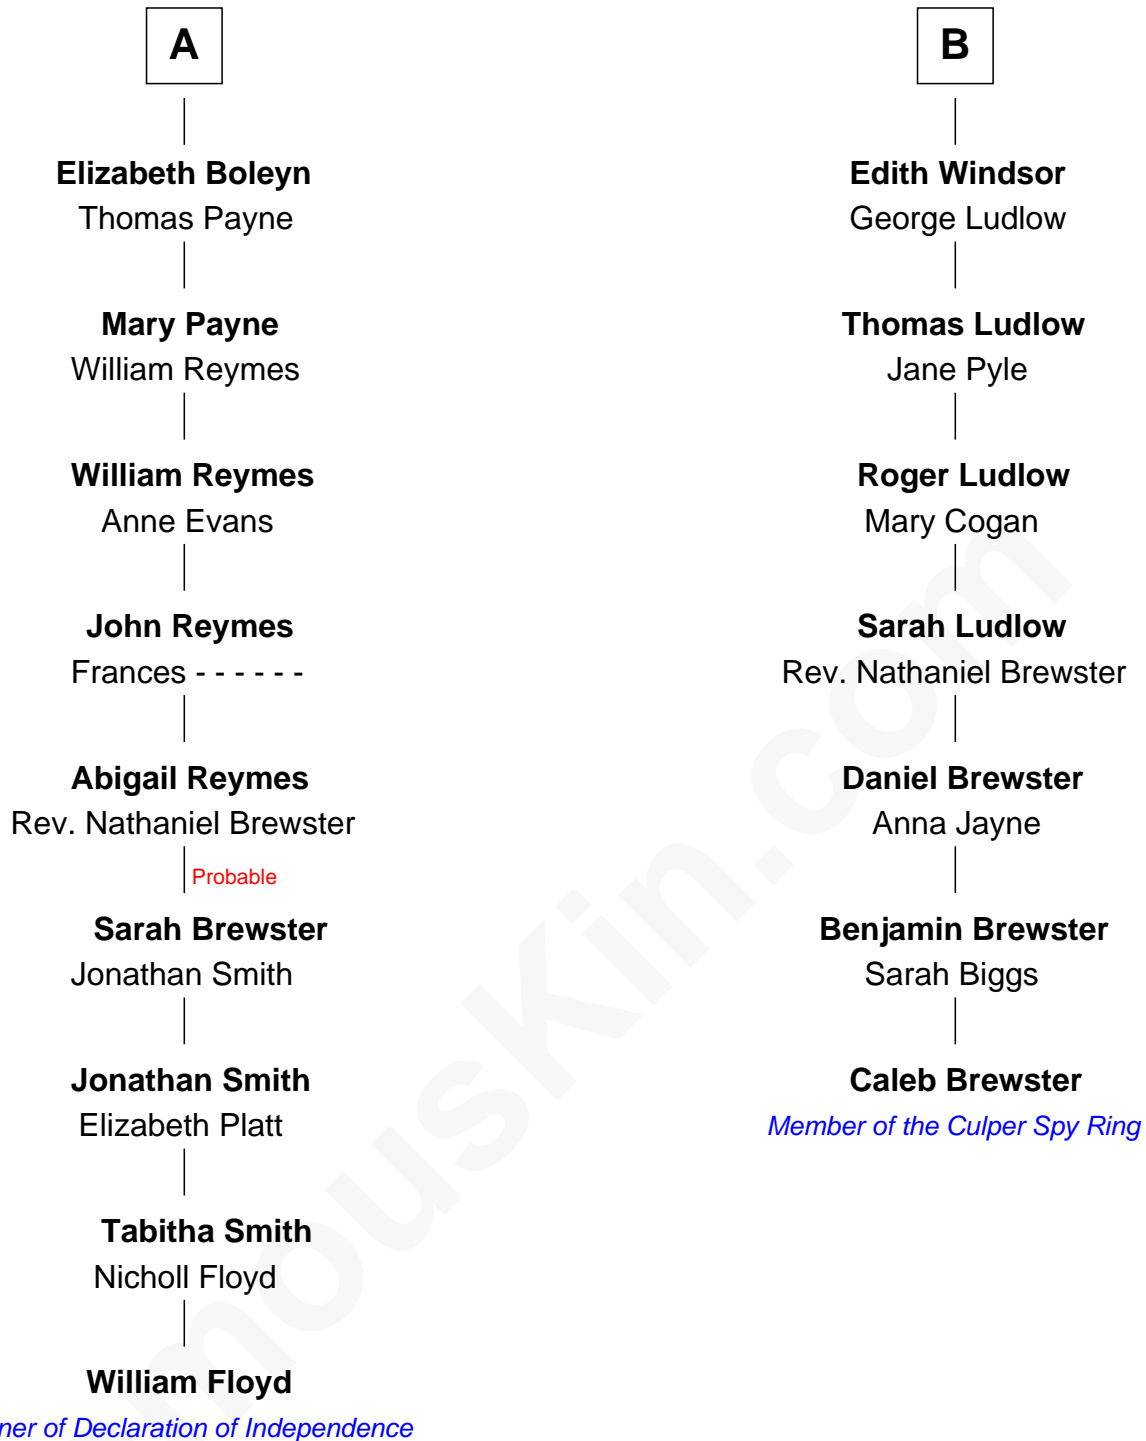 A
Elizabeth Boleyn
Thomas Payne
Mary Payne
William Reymes
William Reymes
Anne Evans
John Reymes
Frances - - - - - -
Abigail Reymes
Rev. Nathaniel Brewster
Probable
Sarah Brewster
Jonathan Smith
Jonathan Smith
Elizabeth Platt
Tabitha Smith
Nicholl Floyd
William Floyd
ner of Declaration of Independence
B
Edith Windsor
George Ludlow
Thomas Ludlow
Jane Pyle
Roger Ludlow
Mary Cogan
Sarah Ludlow
Rev. Nathaniel Brewster
Daniel Brewster
Anna Jayne
Benjamin Brewster
Sarah Biggs
Caleb Brewster
Member of the Culper Spy Ring
mouskin.com